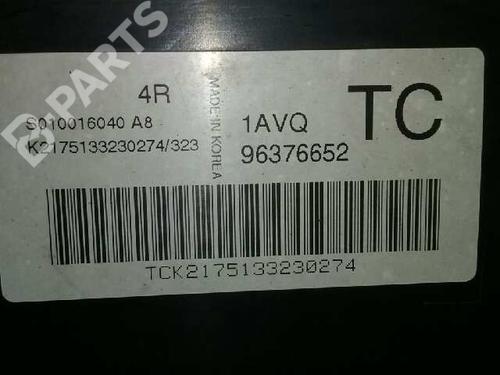 B-PARTS
4R
S010016040 A8
K2175133230274/323
MADE IN KOREA
1AVQ
96376652
TC
TCK2175133230274